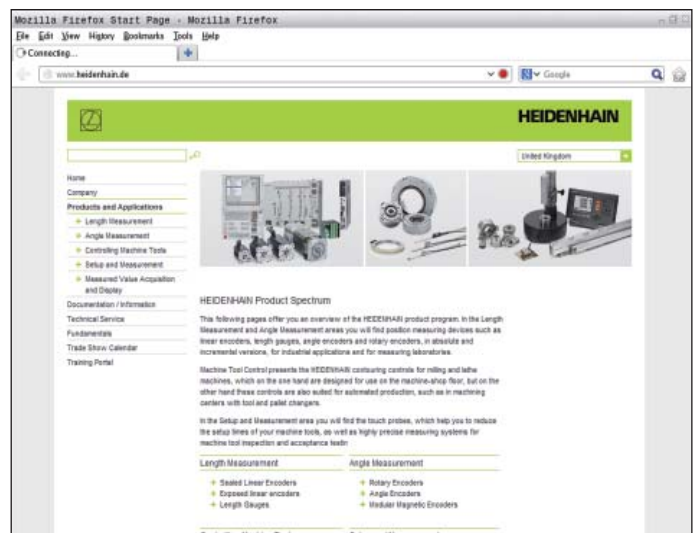 Mozilla Firefox Start Page - Mozilla Firefox
File Edit View History Bookmarks Tools Help
Connecting...
www.heidenhain.de
Google
HEIDENHAIN
United Kingdom
Home
Company
Products and Applications
Length Measurement
Angle Measurement
Controlling Machine Tools
Setup and Measurement
Measured Value Acquisition
and Display
Documentation / Information
Technical Service
Fundamentals
Trade Show Calendar
Training Portal
HEIDENHAIN Product Spectrum
This following pages offer you an overview of the HEIDENHAIN product program. In the Length
Measurement and Angle Measurement areas you will find position measuring devices such as
linear encoders, length gauges, angle encoders and rotary encoders, in absolute and
incremental versions, for industrial applications and for measuring laboratories.
Machine Tool Control presents the HEIDENHAIN contouring controls for milling and lathe
machines, which on the one hand are designed for use on the machine-shop floor, but on the
other hand these controls are also suited for automated production, such as in machining
centers with tool and pallet changers.
In the Setup and Measurement area you will find the touch probes, which help you to reduce
the setup times of your machine tools, as well as highly precise measuring systems for
machine tool inspection and acceptance testin
Length Measurement
Angle Measurement
Sealed Linear Encoders
Rotary Encoders
Exposed linear encoders
Angle Encoders
Length Gauges
Modular Magnetic Encoders